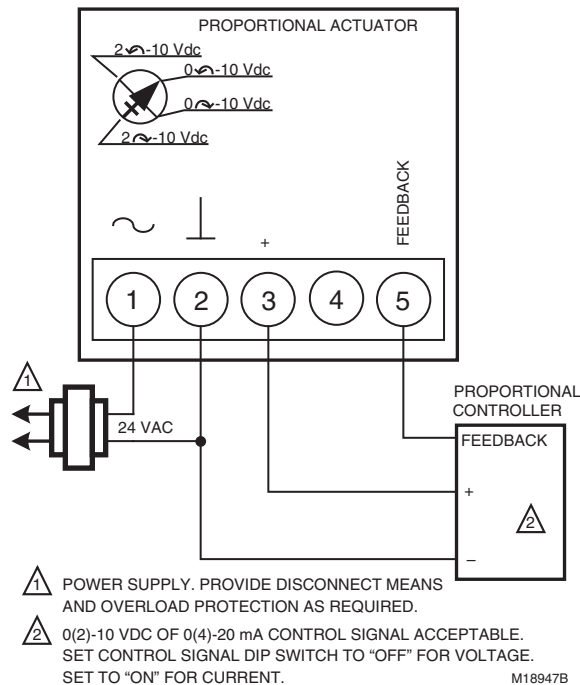 PROPORTIONAL ACTUATOR
2↶-10 Vdc
0↶-10 Vdc
0↷-10 Vdc
2↷-10 Vdc
FEEDBACK
+
1
2
3
4
5
1
24 VAC
PROPORTIONAL
CONTROLLER
FEEDBACK
+
2
–
1 POWER SUPPLY. PROVIDE DISCONNECT MEANS
AND OVERLOAD PROTECTION AS REQUIRED.
2 0(2)-10 VDC OF 0(4)-20 mA CONTROL SIGNAL ACCEPTABLE.
SET CONTROL SIGNAL DIP SWITCH TO “OFF” FOR VOLTAGE.
SET TO “ON” FOR CURRENT.
M18947B